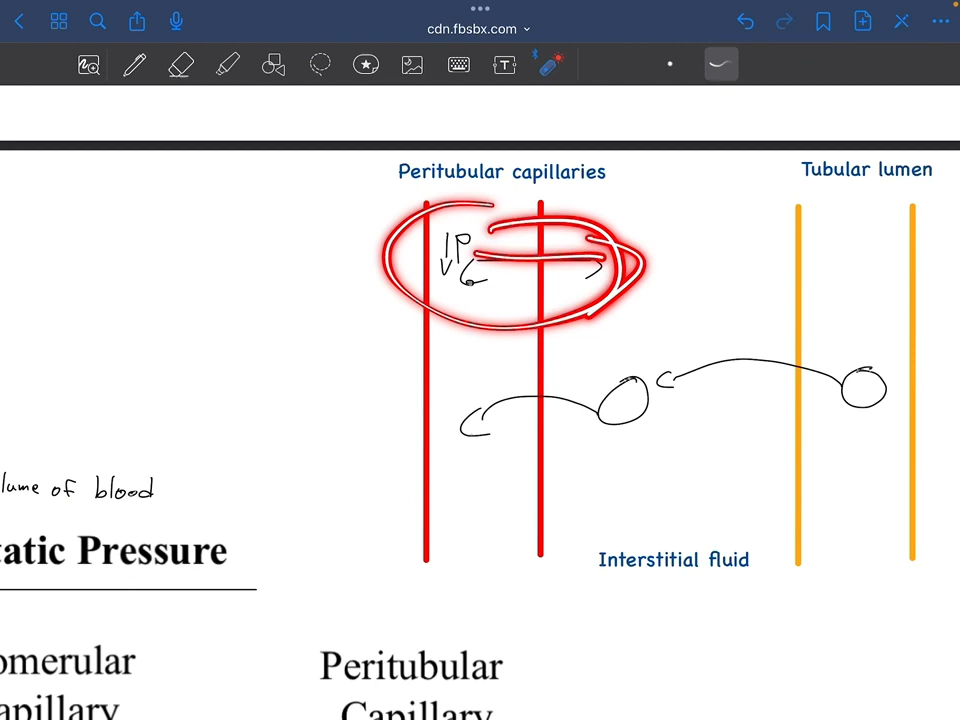 cdn.fbsbx.com
T
Peritubular capillaries
Tubular lumen
↓P
lume of blood
tatic Pressure
Interstitial fluid
omerular
apillary
Peritubular
Capillary